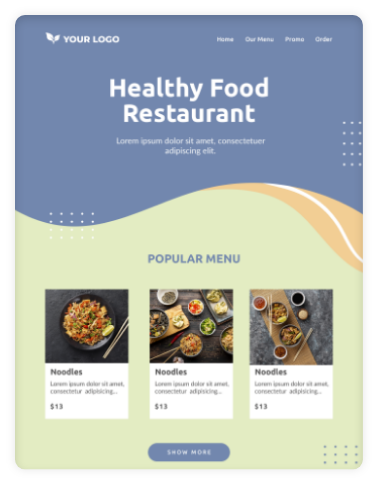 YOUR LOGO
Home Our Menu Promo Order
Healthy Food
Restaurant
Lorem ipsum dolor sit amet, consectetuer
adipiscing elit.
POPULAR MENU
Noodles
Lorem ipsum dolor sit amet,
consectetur adipiscing...
$13
Noodles
Lorem ipsum dolor sit amet,
consectetur adipiscing...
$13
Noodles
Lorem ipsum dolor sit amet,
consectetur adipiscing...
$13
SHOW MORE